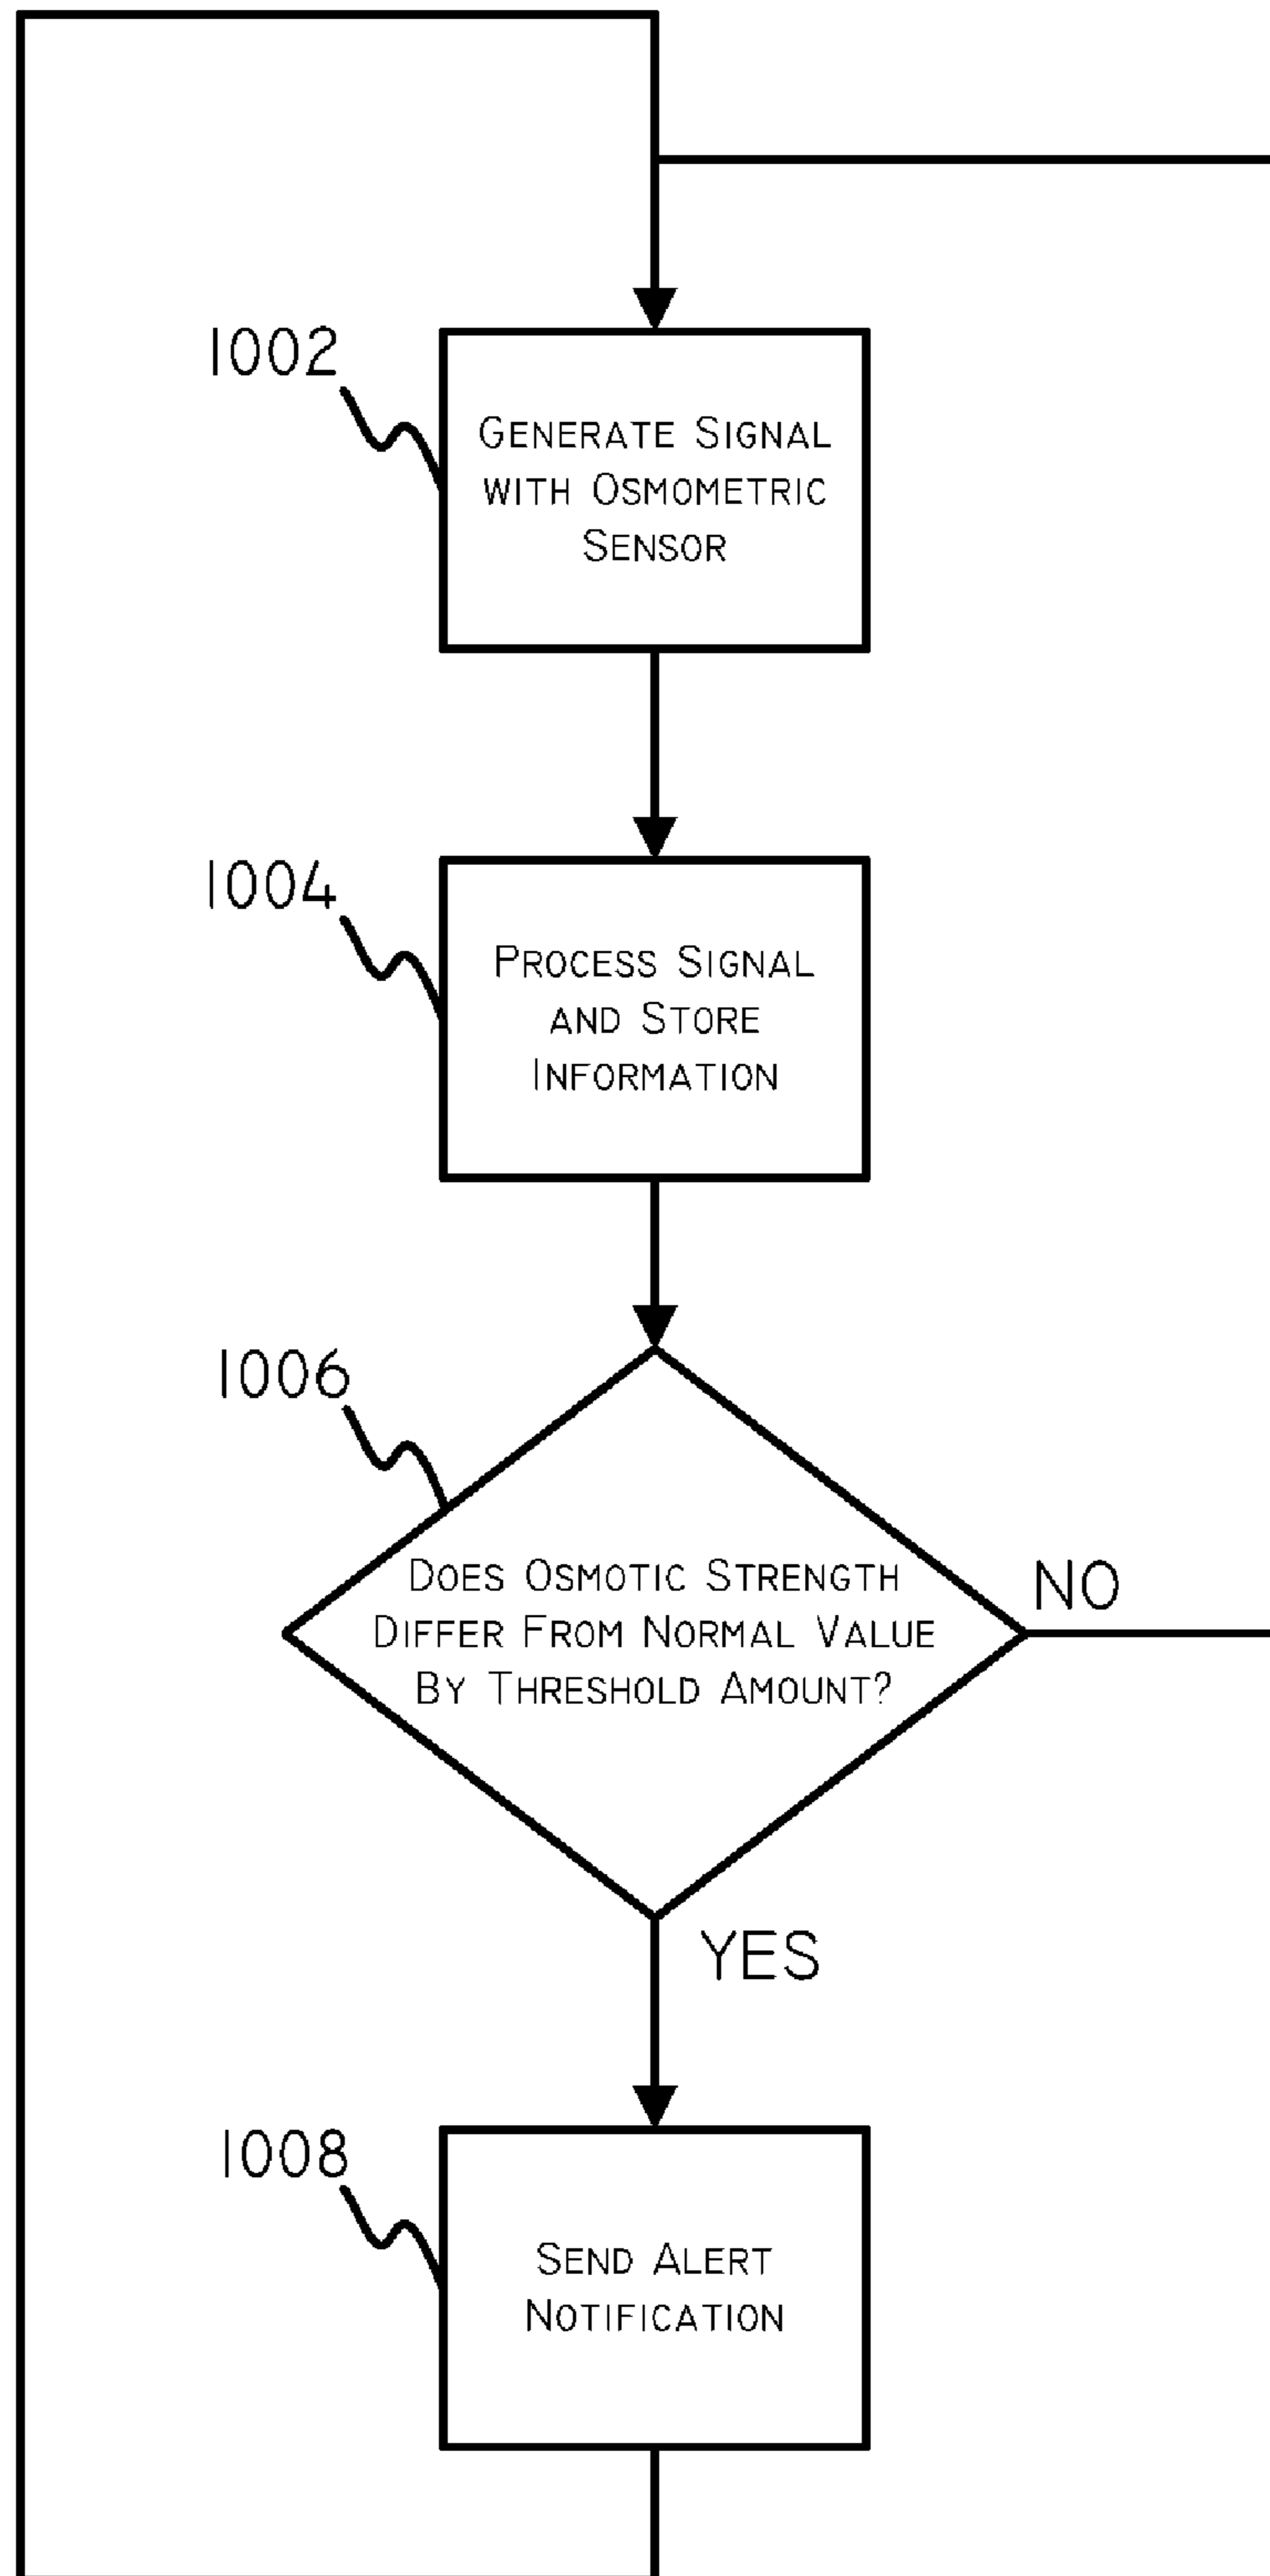 1002
GENERATE SIGNAL
WITH OSMOMETRIC
SENSOR
1004
PROCESS SIGNAL
AND STORE
INFORMATION
1006
DOES OSMOTIC STRENGTH
DIFFER FROM NORMAL VALUE
BY THRESHOLD AMOUNT?
NO
YES
1008
SEND ALERT
NOTIFICATION